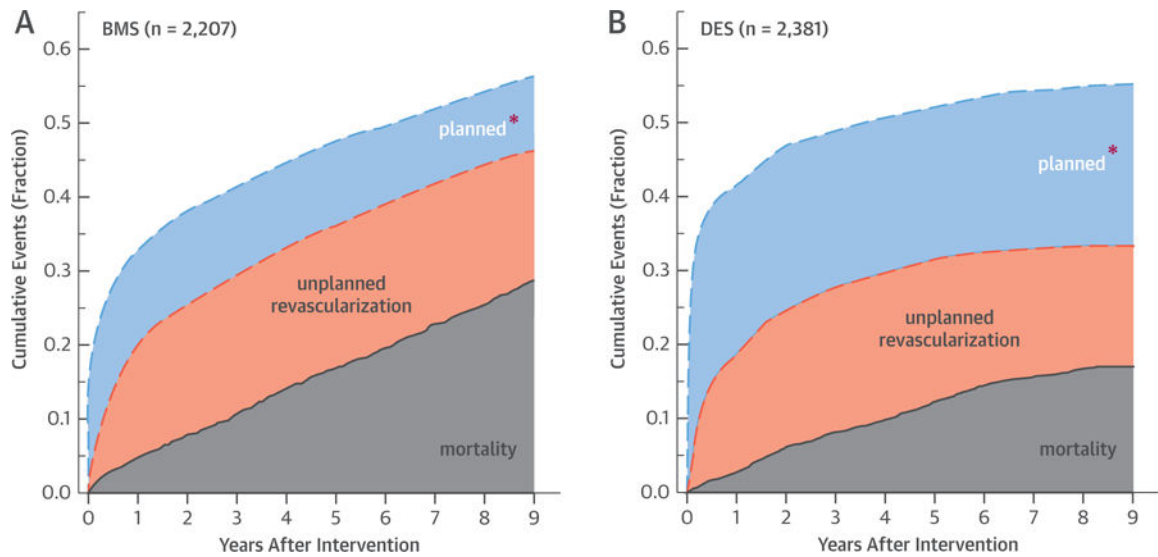 A
BMS (n = 2,207)
Cumulative Events (Fraction)
0.6
0.5
0.4
0.3
0.2
0.1
0.0
planned*
unplanned
revascularization
mortality
0 1 2 3 4 5 6 7 8 9
Years After Intervention
B
DES (n = 2,381)
Cumulative Events (Fraction)
0.6
0.5
0.4
0.3
0.2
0.1
0.0
planned*
unplanned
revascularization
mortality
0 1 2 3 4 5 6 7 8 9
Years After Intervention